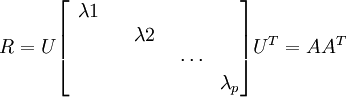 R = U [ λ1
λ2
...
λ_p ] U^T = AA^T